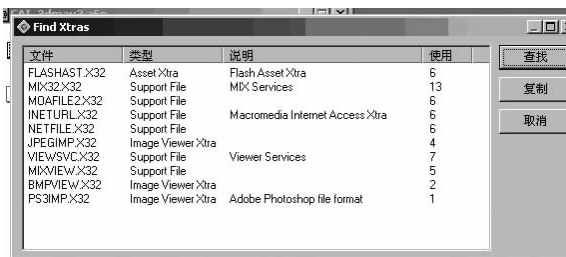 Find Xtras
文件 类型 说明 使用
FLASHAST.X32 Asset Xtra Flash Asset Xtra 6
MIX32.X32 Support File MIX Services 13
MOAFILE2.X32 Support File 6
INETURL.X32 Support File Macromedia Internet Access Xtra 6
NETFILE.X32 Support File 6
JPEGIMP.X32 Image Viewer Xtra 4
VIEWSVC.X32 Support File Viewer Services 7
MIXVIEW.X32 Support File 5
BMPVIEW.X32 Image Viewer Xtra 2
PS3IMP.X32 Image Viewer Xtra Adobe Photoshop file format 1
查找
复制
取消